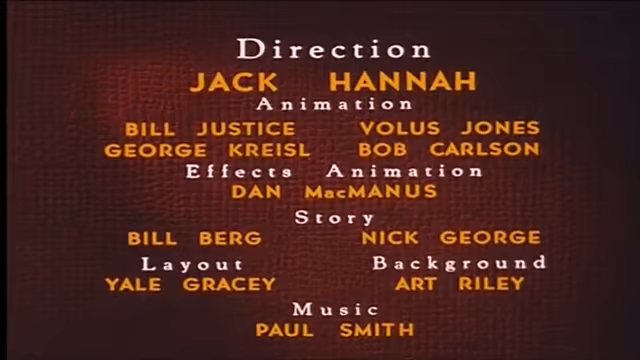 Direction
JACK HANNAH
Animation
BILL JUSTICE VOLUS JONES
GEORGE KREISL BOB CARLSON
Effects Animation
DAN MacMANUS
Story
BILL BERG NICK GEORGE
Layout Background
YALE GRACEY ART RILEY
Music
PAUL SMITH